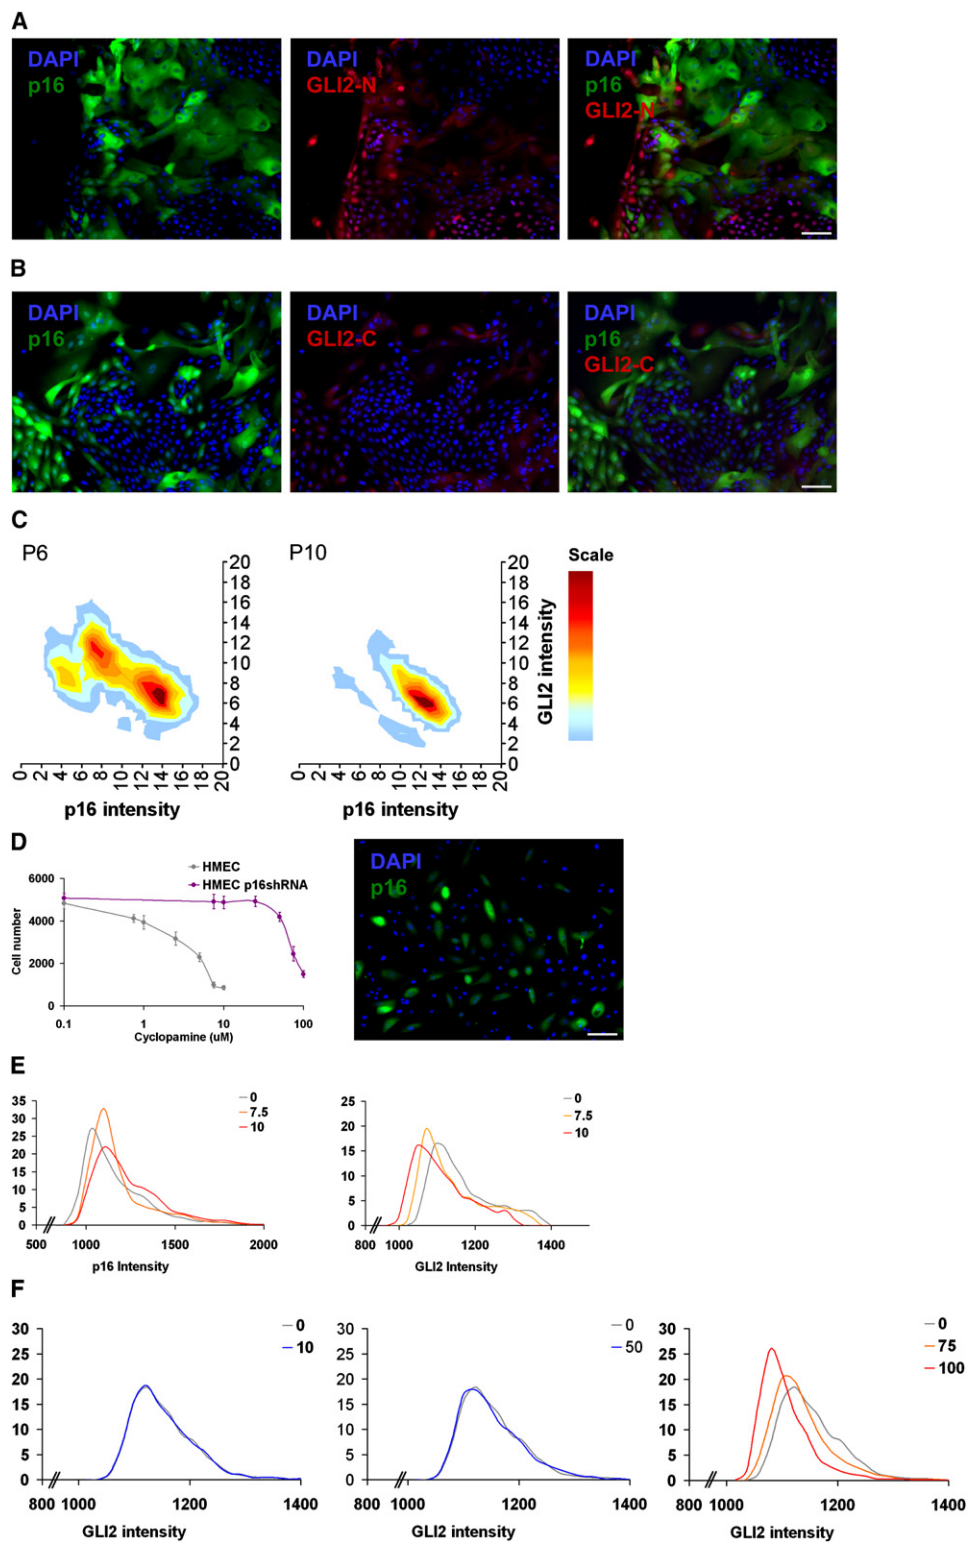 A
DAPI
p16
DAPI
GLI2-N
DAPI
p16
GLI2-N
B
DAPI
p16
DAPI
GLI2-C
DAPI
p16
GLI2-C
C
P6
P10
Scale
20
18
16
14
12
10
8
6
4
2
0
0 2 4 6 8 10 12 14 16 18 20
p16 intensity
20
18
16
14
12
10
8
6
4
2
0
GLI2 intensity
0 2 4 6 8 10 12 14 16 18 20
p16 intensity
D
HMEC
HMEC p16shRNA
6000
4000
2000
0
Cell number
0.1 1 10 100
Cyclopamine (uM)
DAPI
p16
E
0
7.5
10
35
30
25
20
15
10
5
0
500 1000 1500 2000
p16 Intensity
0
7.5
10
25
20
15
10
5
0
800 1000 1200 1400
GLI2 Intensity
F
0
10
30
25
20
15
10
5
0
800 1000 1200 1400
GLI2 intensity
0
50
30
25
20
15
10
5
0
800 1000 1200 1400
GLI2 intensity
0
75
100
30
25
20
15
10
5
0
800 1000 1200 1400
GLI2 intensity